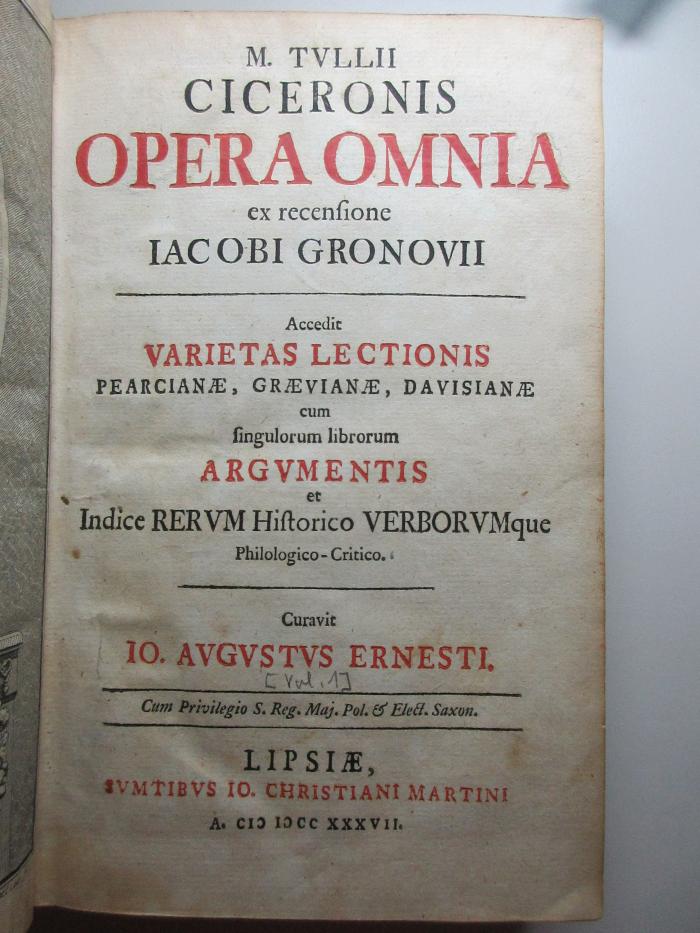 M. TVLLII
CICERONIS
OPERA OMNIA
ex recenſione
IACOBI GRONOVII
Accedit
VARIETAS LECTIONIS
PEARCIANÆ, GRÆVIANÆ, DAVISIANÆ
cum
ſingulorum librorum
ARGVMENTIS
et
Indice RERVM Hiſtorico VERBORVMque
Philologico-Critico.
Curavit
IO. AVGVSTVS ERNESTI.
[Vol. 1]
Cum Privilegio S. Reg. Maj. Pol. & Elect. Saxon.
LIPSIÆ,
SVMTIBVS IO. CHRISTIANI MARTINI
A. CIↃ IↃCC XXXVII.